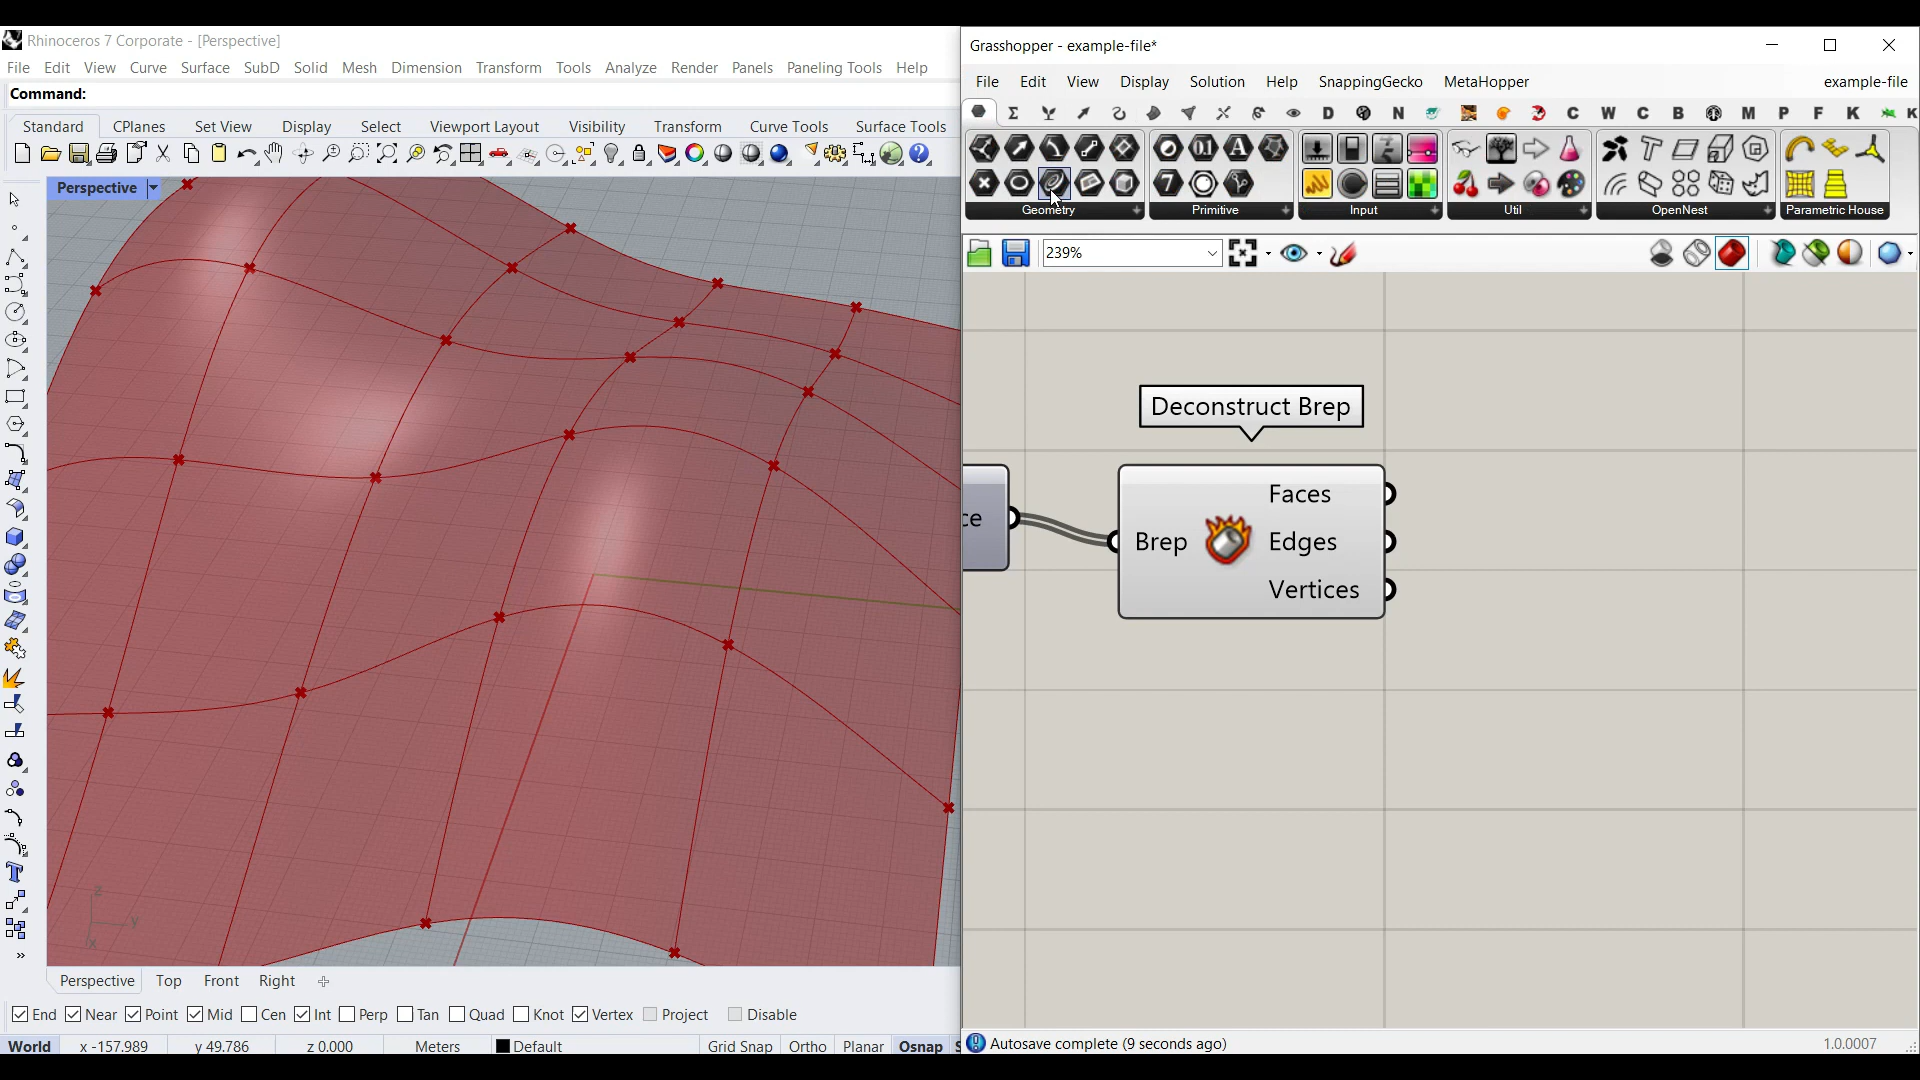 Rhinoceros 7 Corporate - [Perspective]
File Edit View Curve Surface SubD Solid Mesh Dimension Transform Tools Analyze Render Panels Paneling Tools Help
Command:
Standard CPlanes Set View Display Select Viewport Layout Visibility Transform Curve Tools Surface Tools
Perspective
z
y
x
Perspective Top Front Right
End Near Point Mid Cen Int Perp Tan Quad Knot Vertex Project Disable
World x -157.989 y 49.786 z 0.000 Meters Default Grid Snap Ortho Planar Osnap S
Grasshopper - example-file*
File Edit View Display Solution Help SnappingGecko MetaHopper example-file
D N C W C B M P F K K
Geometry Primitive Input Util OpenNest Parametric House
239%
Deconstruct Brep
ce
Brep
Faces
Edges
Vertices
Autosave complete (9 seconds ago)
1.0.0007